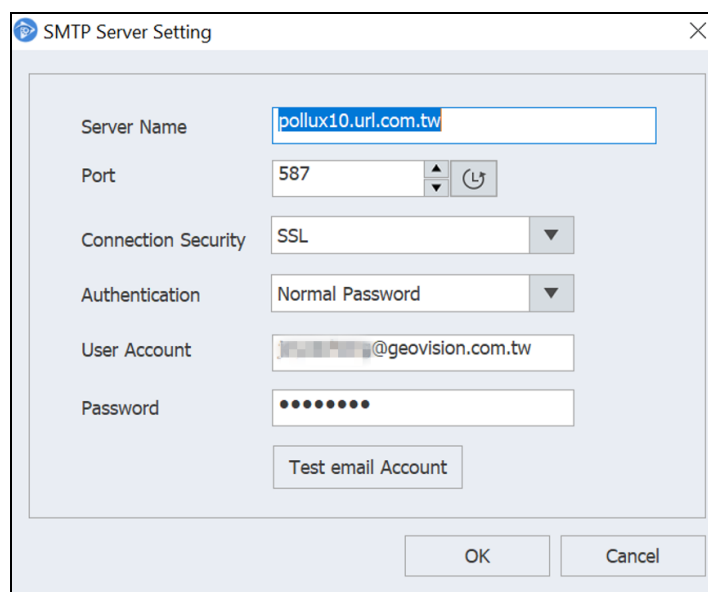 SMTP Server Setting
Server Name pollux10.url.com.tw
Port 587
Connection Security SSL
Authentication Normal Password
User Account @geovision.com.tw
Password ••••••••
Test email Account
OK Cancel